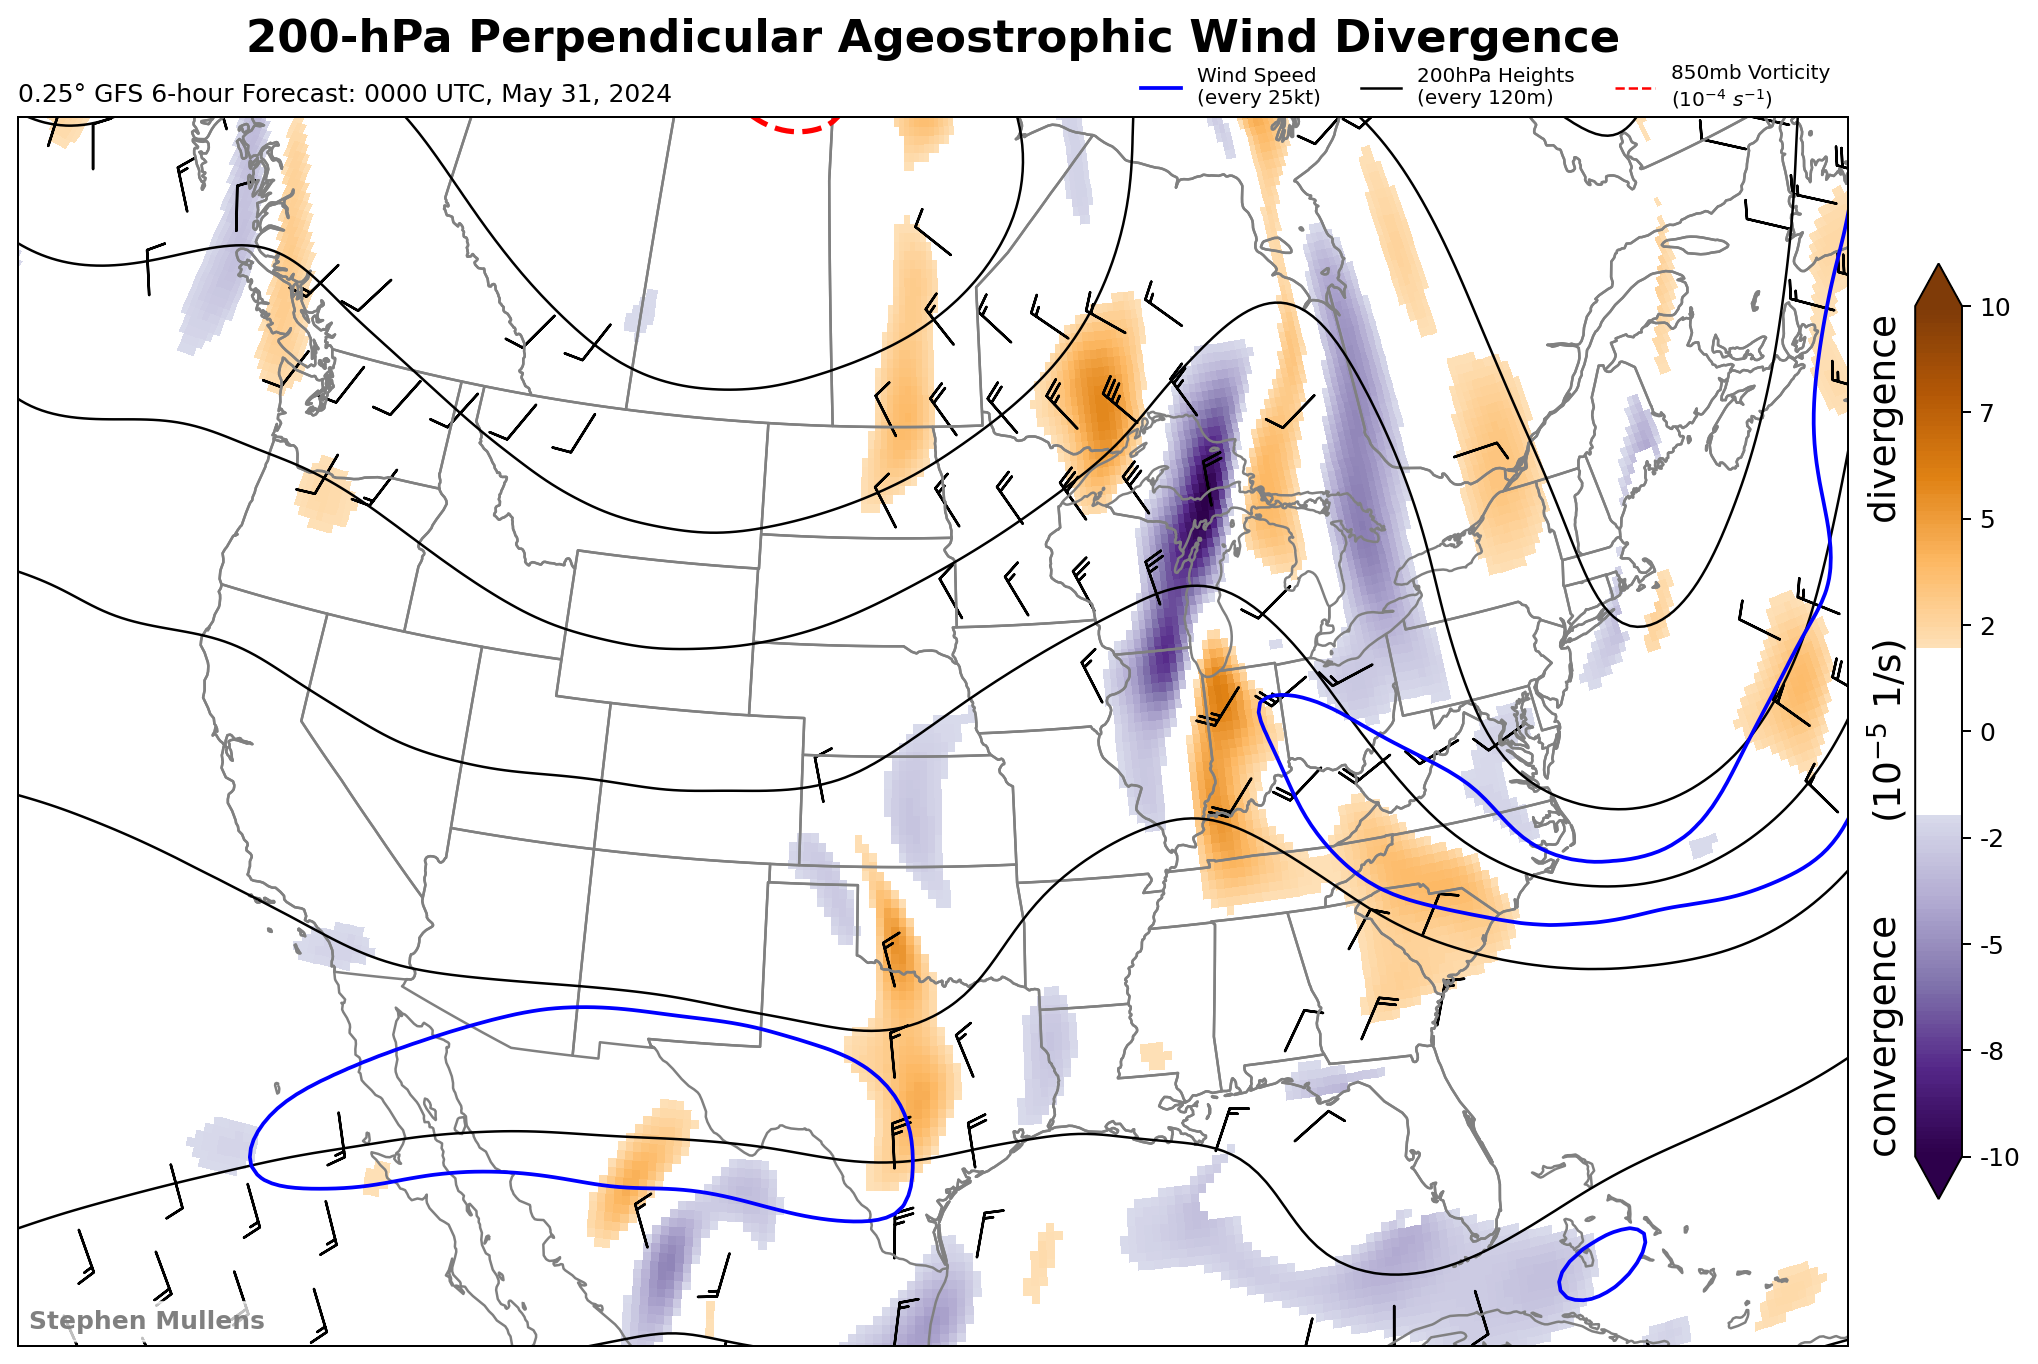 200-hPa Perpendicular Ageostrophic Wind Divergence
0.25° GFS 6-hour Forecast: 0000 UTC, May 31, 2024
Wind Speed
(every 25kt)
200hPa Heights
(every 120m)
850mb Vorticity
(10⁻⁴ s⁻¹)
10
7
5
2
0
-2
-5
-8
-10
convergence (10⁻⁵ 1/s) divergence
Stephen Mullens